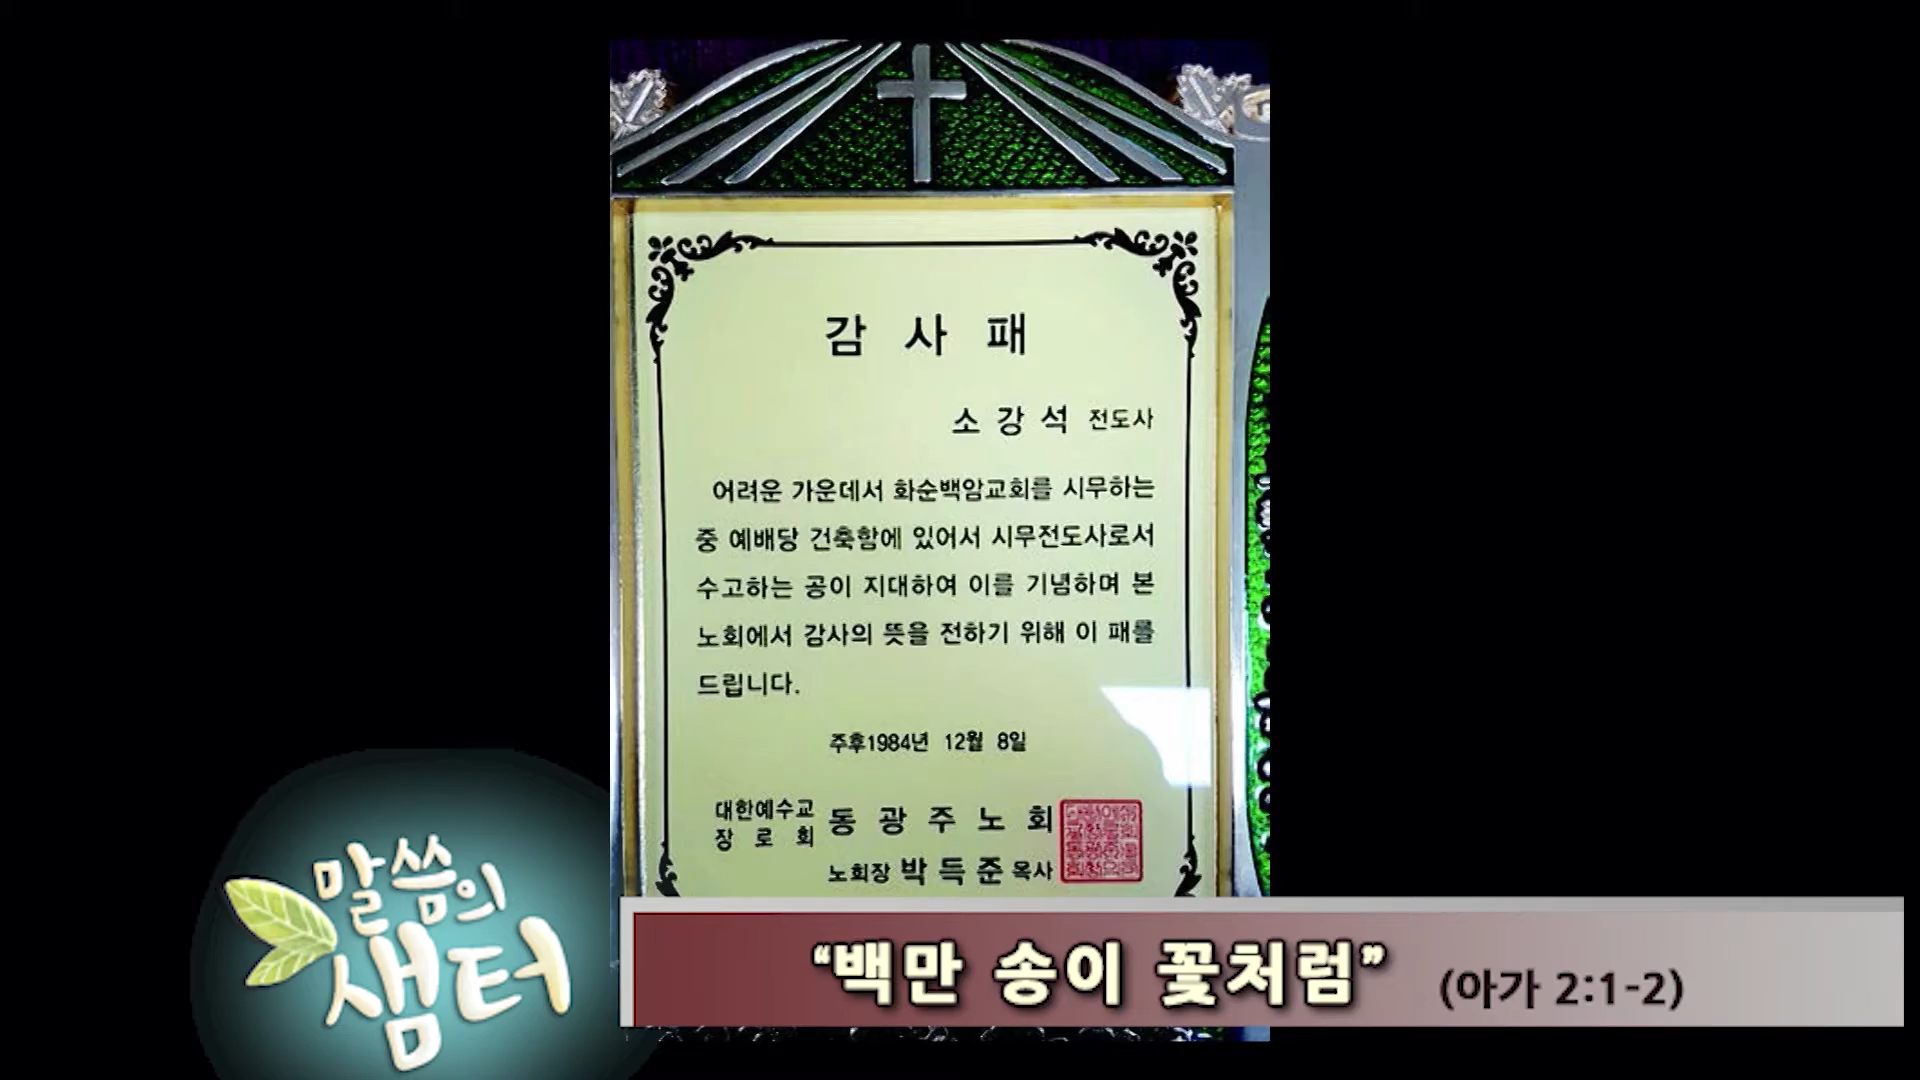 감 사 패
소 강 석 전도사
어려운 가운데서 화순백암교회를 시무하는
중 예배당 건축함에 있어서 시무전도사로서
수고하는 공이 지대하여 이를 기념하며 본
노회에서 감사의 뜻을 전하기 위해 이 패를
드립니다.
주후1984년 12월 8일
대한예수교
장 로 회
동 광 주 노 회
노회장 박 득 준 목사
말씀의
샘터
“백만 송이 꽃처럼” (아가 2:1-2)